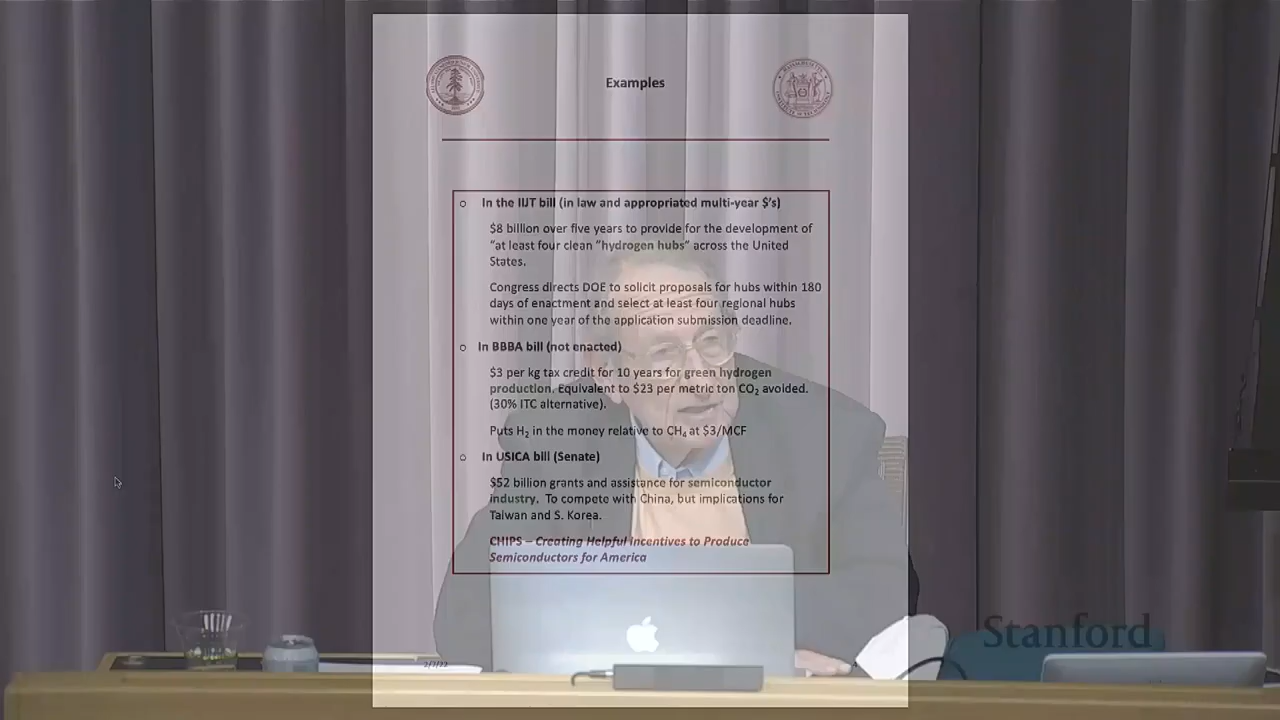 Examples
o In the IIJT bill (in law and appropriated multi-year $'s)
$8 billion over five years to provide for the development of
"at least four clean "hydrogen hubs" across the United
States.
Congress directs DOE to solicit proposals for hubs within 180
days of enactment and select at least four regional hubs
within one year of the application submission deadline.
o In BBBA bill (not enacted)
$3 per kg tax credit for 10 years for green hydrogen
production. Equivalent to $23 per metric ton CO₂ avoided.
(30% ITC alternative).
Puts H₂ in the money relative to CH₄ at $3/MCF
o In USICA bill (Senate)
$52 billion grants and assistance for semiconductor
industry. To compete with China, but implications for
Taiwan and S. Korea.
CHIPS – Creating Helpful Incentives to Produce
Semiconductors for America
Stanford
2/7/22